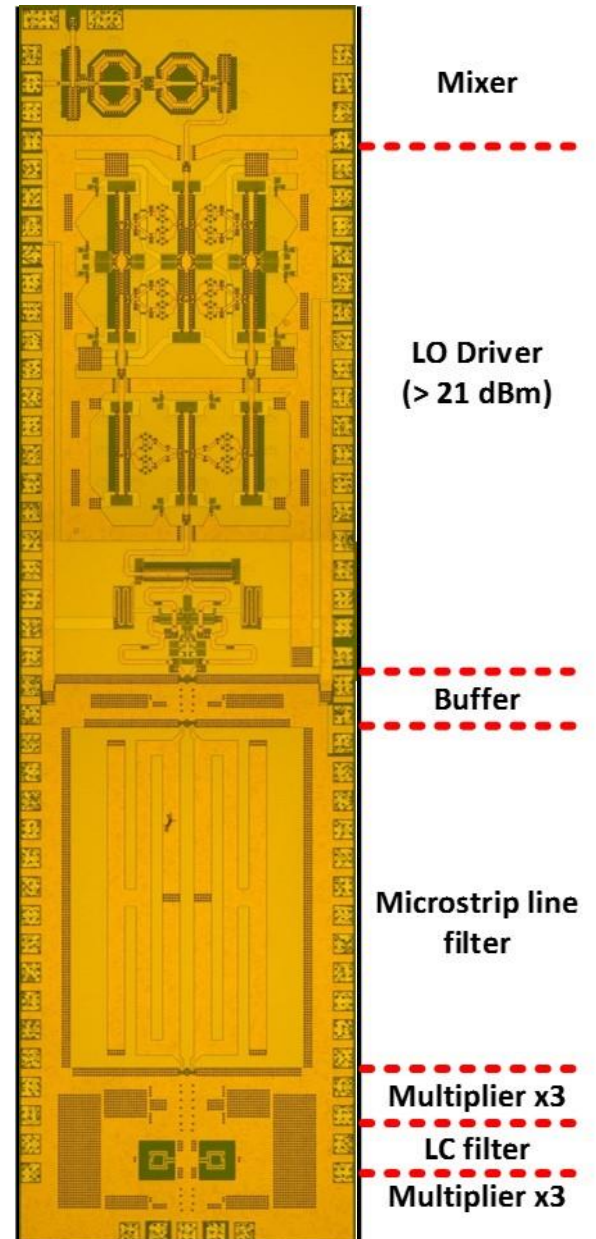 Mixer
LO Driver
(> 21 dBm)
Buffer
Microstrip line
filter
Multiplier x3
LC filter
Multiplier x3